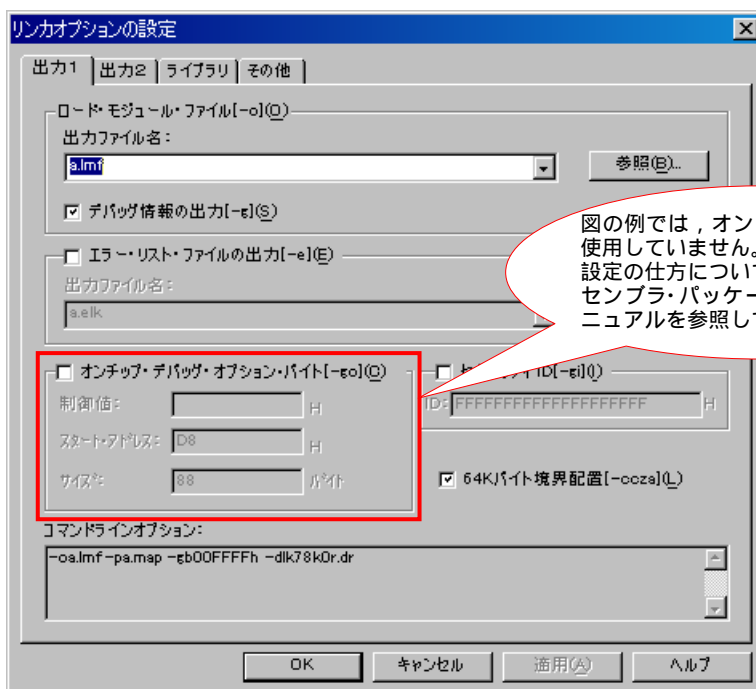 リンカオプションの設定
出力1 出力2 ライブラリ その他
ロード・モジュール・ファイル[-o](O)
出力ファイル名：
a.lmf
参照(B)...
デバッグ情報の出力[-g](S)
エラー・リスト・ファイルの出力[-e](E)
出力ファイル名：
a.elk
図の例では，オン
使用していません。
設定の仕方につい
センブラ・パッケー
ニュアルを参照し
オンチップ・デバッグ・オプション・バイト[-go](O)
制御値： H
スタート・アドレス： D8 H
サイズ： 88 バイト
ID[-gi](I)
ID： FFFFFFFFFFFFFFFFFFFF H
64Kバイト境界配置[-ccza](L)
コマンドラインオプション：
-oa.lmf -pa.map -gb00FFFFh -dlk78k0r.dr
OK キャンセル 適用(A) ヘルプ